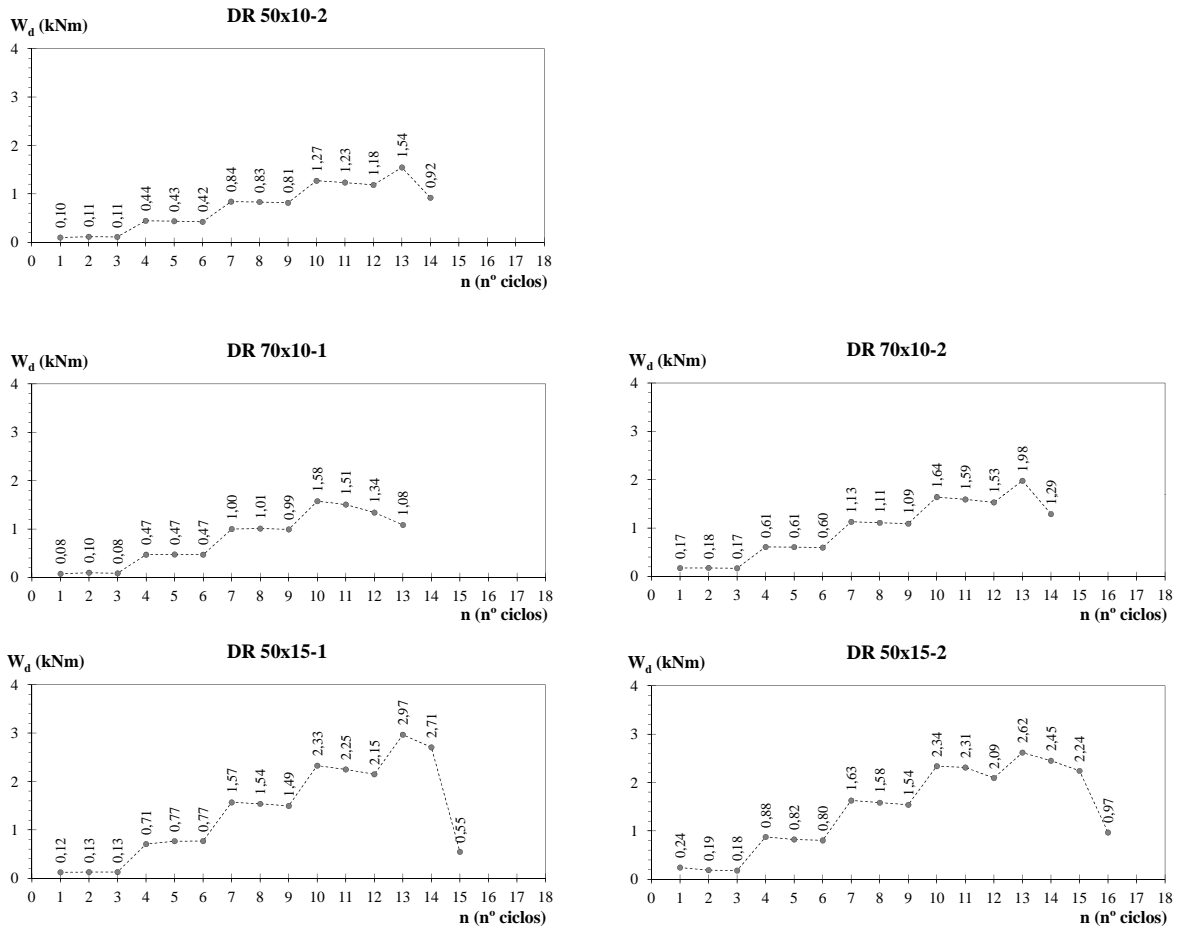 DR 50x10-2
W_d (kNm)
4
3
2
1
0
0,10 0,11 0,11 0,44 0,43 0,42 0,84 0,83 0,81 1,27 1,23 1,18 1,54 0,92
0 1 2 3 4 5 6 7 8 9 10 11 12 13 14 15 16 17 18
n (nº ciclos)
DR 70x10-1
W_d (kNm)
4
3
2
1
0
0,08 0,10 0,08 0,47 0,47 0,47 1,00 1,01 0,99 1,58 1,51 1,34 1,08
0 1 2 3 4 5 6 7 8 9 10 11 12 13 14 15 16 17 18
n (nº ciclos)
DR 70x10-2
W_d (kNm)
4
3
2
1
0
0,17 0,18 0,17 0,61 0,61 0,60 1,13 1,11 1,09 1,64 1,59 1,53 1,98 1,29
0 1 2 3 4 5 6 7 8 9 10 11 12 13 14 15 16 17 18
n (nº ciclos)
DR 50x15-1
W_d (kNm)
4
3
2
1
0
0,12 0,13 0,13 0,71 0,77 0,77 1,57 1,54 1,49 2,33 2,25 2,15 2,97 2,71 0,55
0 1 2 3 4 5 6 7 8 9 10 11 12 13 14 15 16 17 18
n (nº ciclos)
DR 50x15-2
W_d (kNm)
4
3
2
1
0
0,24 0,19 0,18 0,88 0,82 0,80 1,63 1,58 1,54 2,34 2,31 2,09 2,62 2,45 2,24 0,97
0 1 2 3 4 5 6 7 8 9 10 11 12 13 14 15 16 17 18
n (nº ciclos)